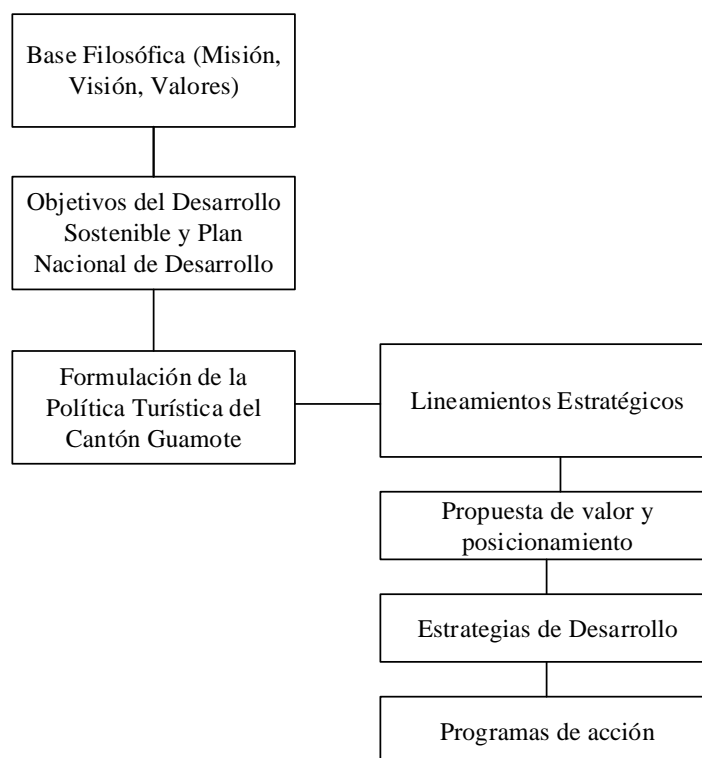 Base Filosófica (Misión,
Visión, Valores)
Objetivos del Desarrollo
Sostenible y Plan
Nacional de Desarrollo
Formulación de la
Política Turística del
Cantón Guamote
Lineamientos Estratégicos
Propuesta de valor y
posicionamiento
Estrategias de Desarrollo
Programas de acción